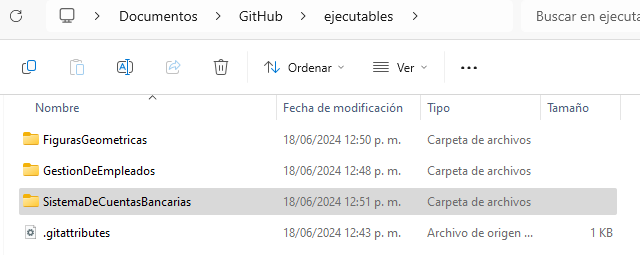 Documentos > GitHub > ejecutables > Buscar en ejecuta
Ordenar Ver ...
Nombre Fecha de modificación Tipo Tamaño
FigurasGeometricas 18/06/2024 12:50 p. m. Carpeta de archivos
GestionDeEmpleados 18/06/2024 12:48 p. m. Carpeta de archivos
SistemaDeCuentasBancarias 18/06/2024 12:51 p. m. Carpeta de archivos
.gitattributes 18/06/2024 12:43 p. m. Archivo de origen ... 1 KB